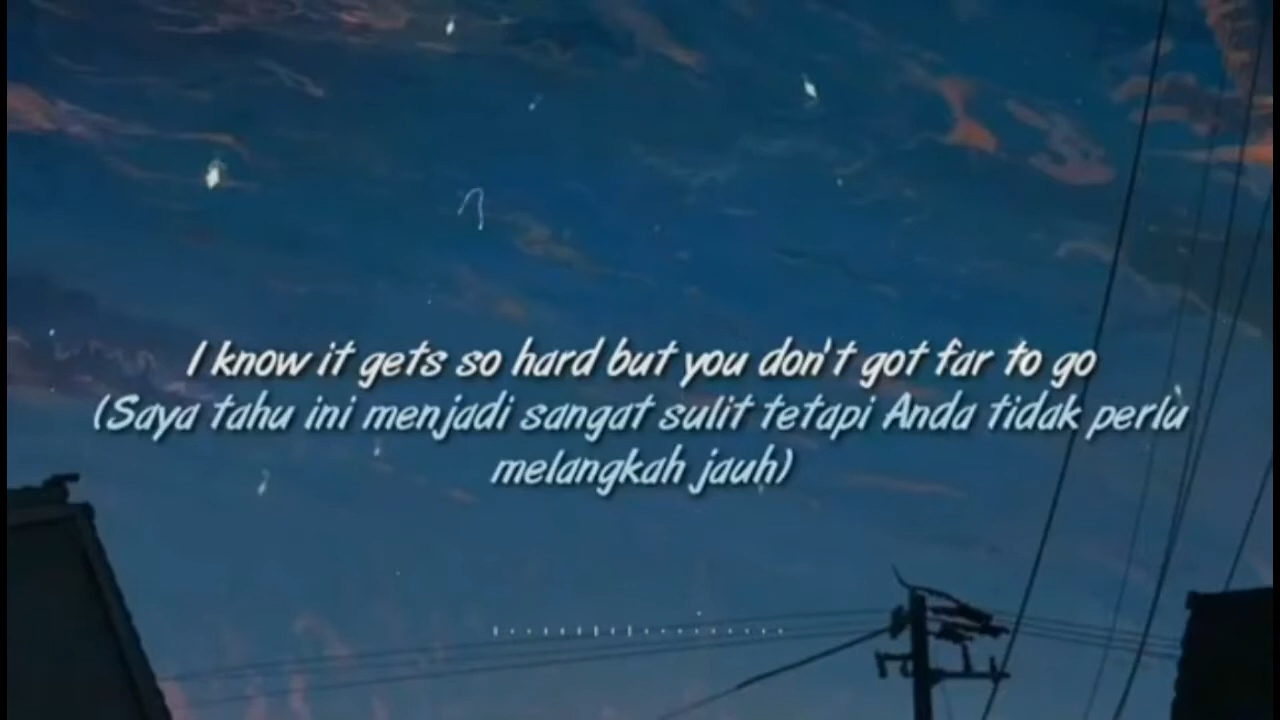 I know it gets so hard but you don't got far to go
(Saya tahu ini menjadi sangat sulit tetapi Anda tidak perlu
melangkah jauh)